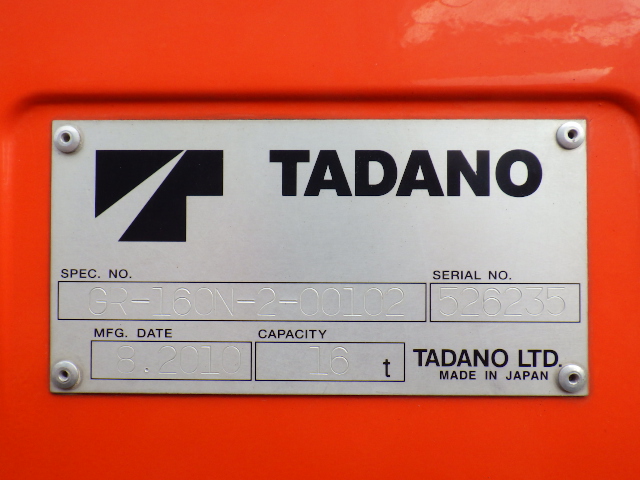 TADANO
SPEC. NO. SERIAL NO.
GR-160N-2-00102 526235
MFG. DATE CAPACITY
8.2010 16 t TADANO LTD.
MADE IN JAPAN